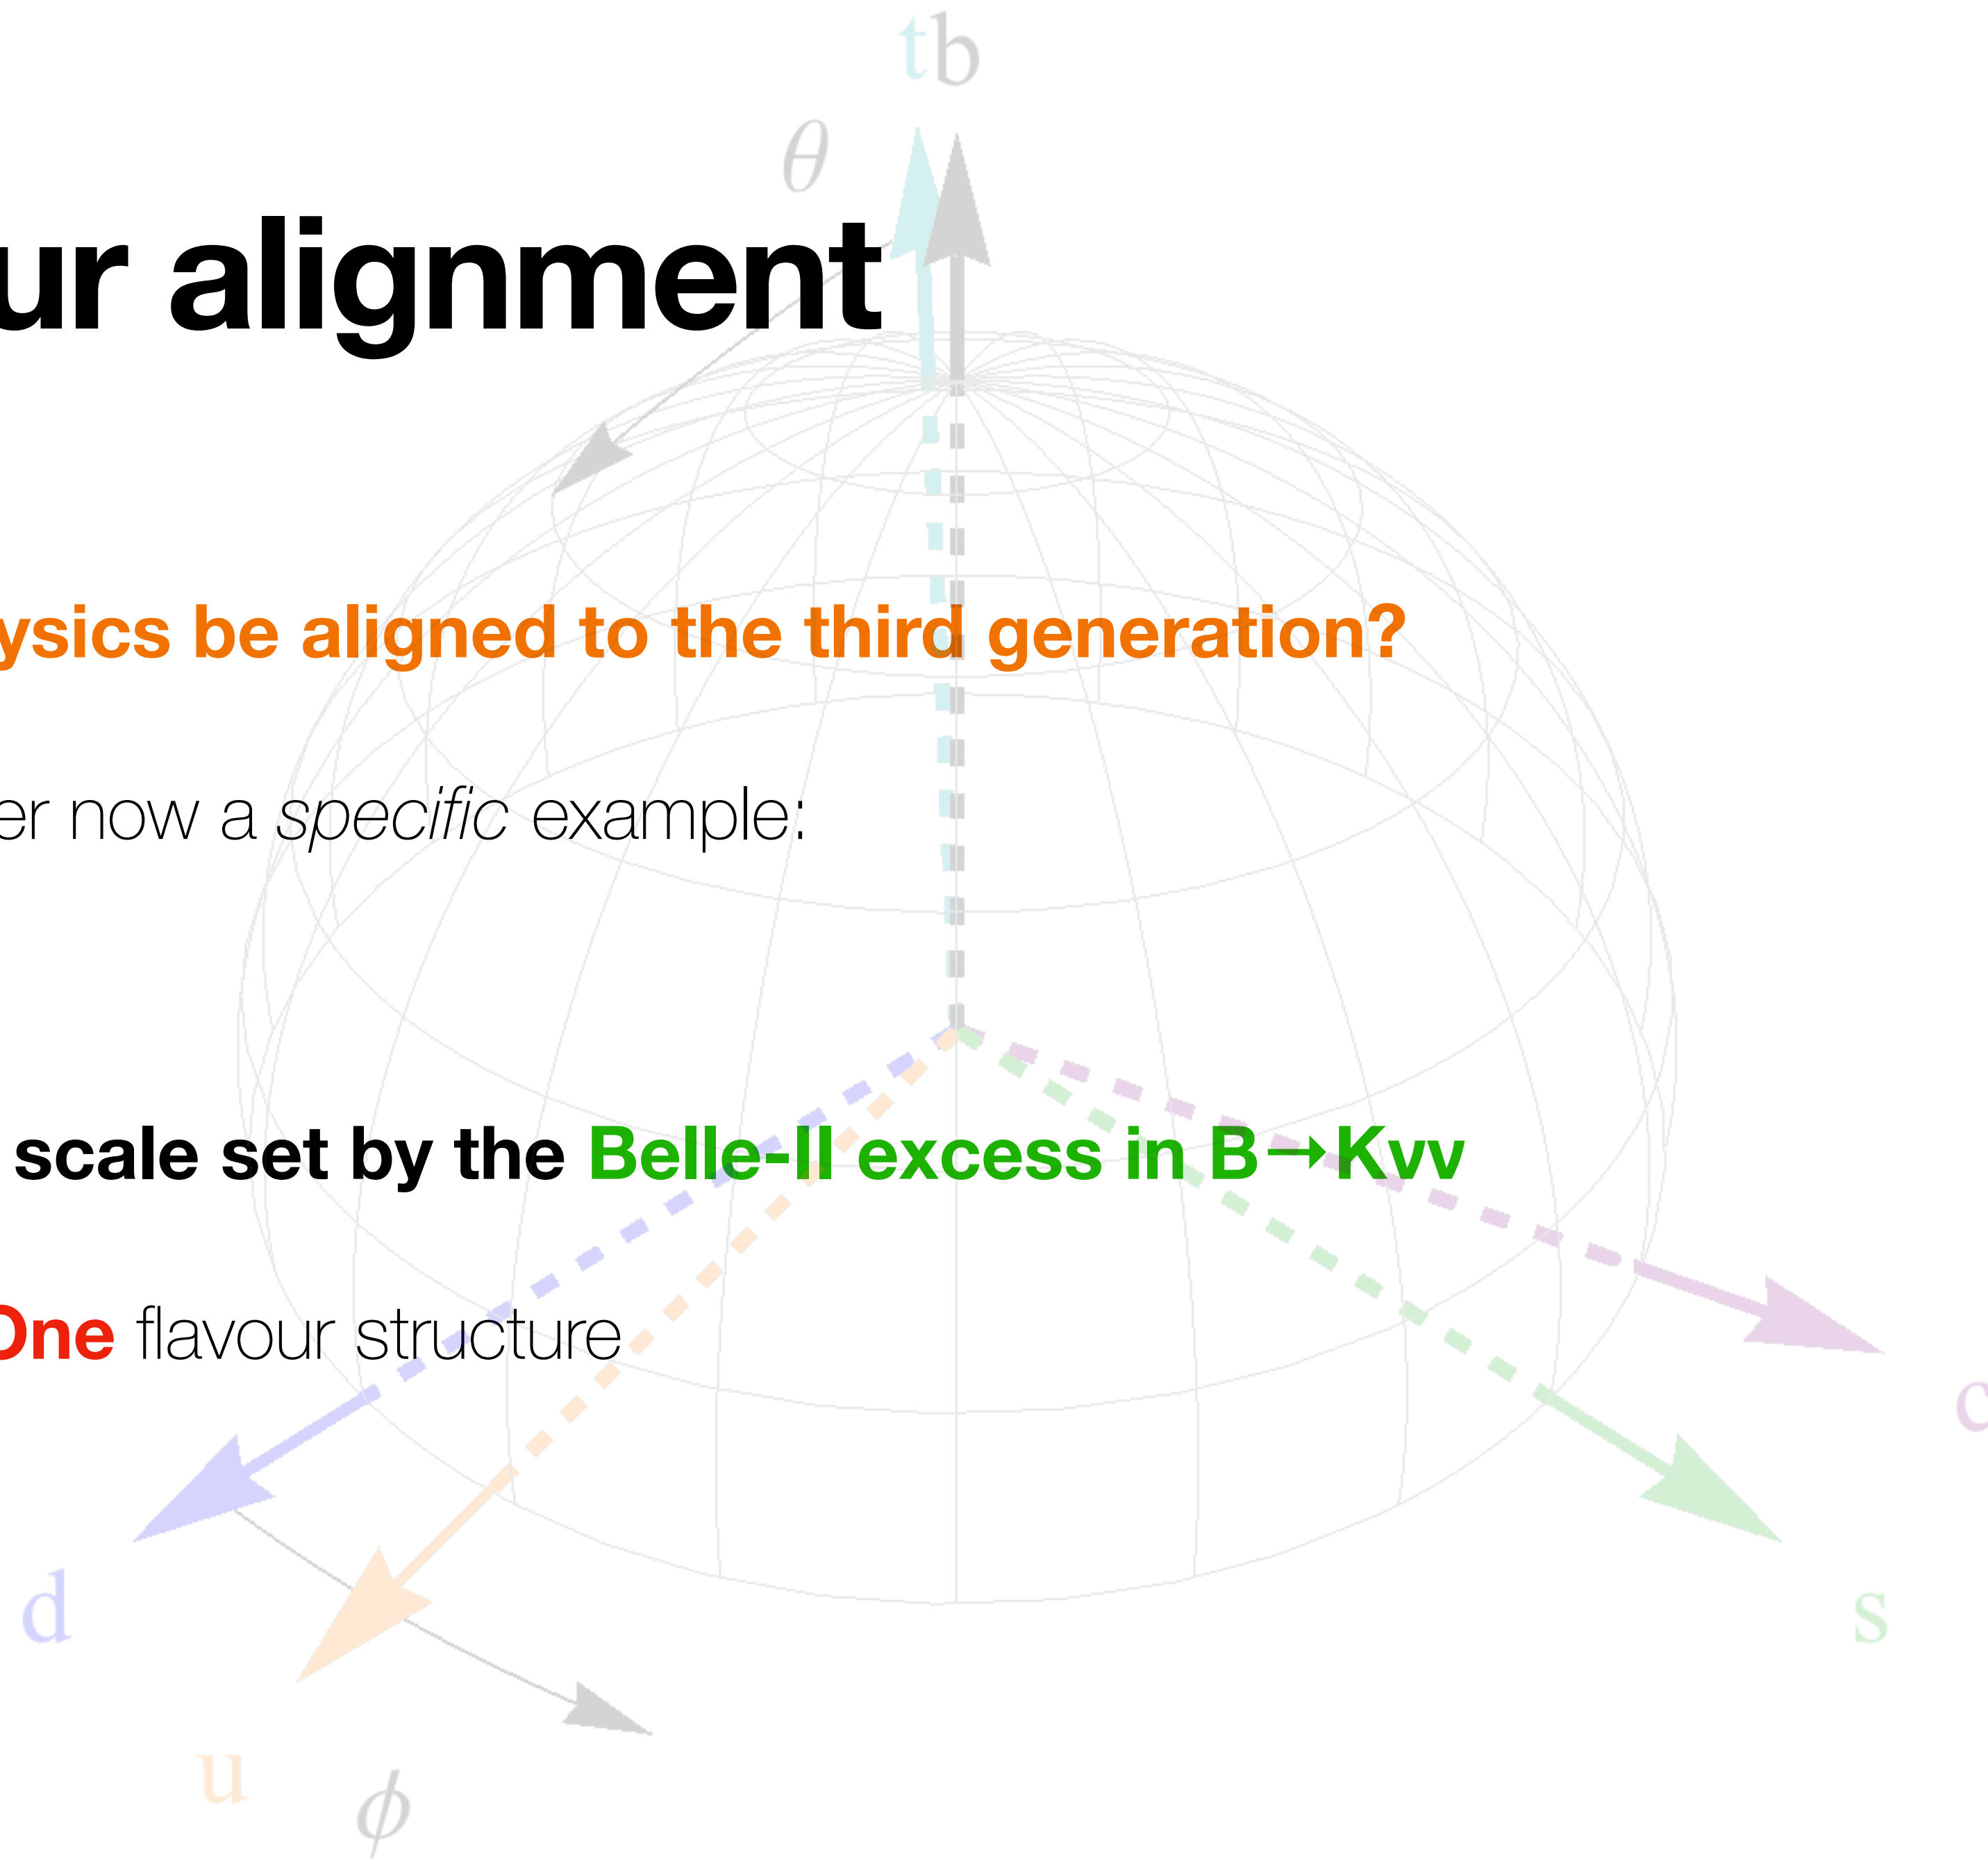 tb
θ
ur alignment
ysics be aligned to the third generation?
er now a specific example:
scale set by the Belle-II excess in B→Kνν
One flavour structure
c
d
s
u
ϕ